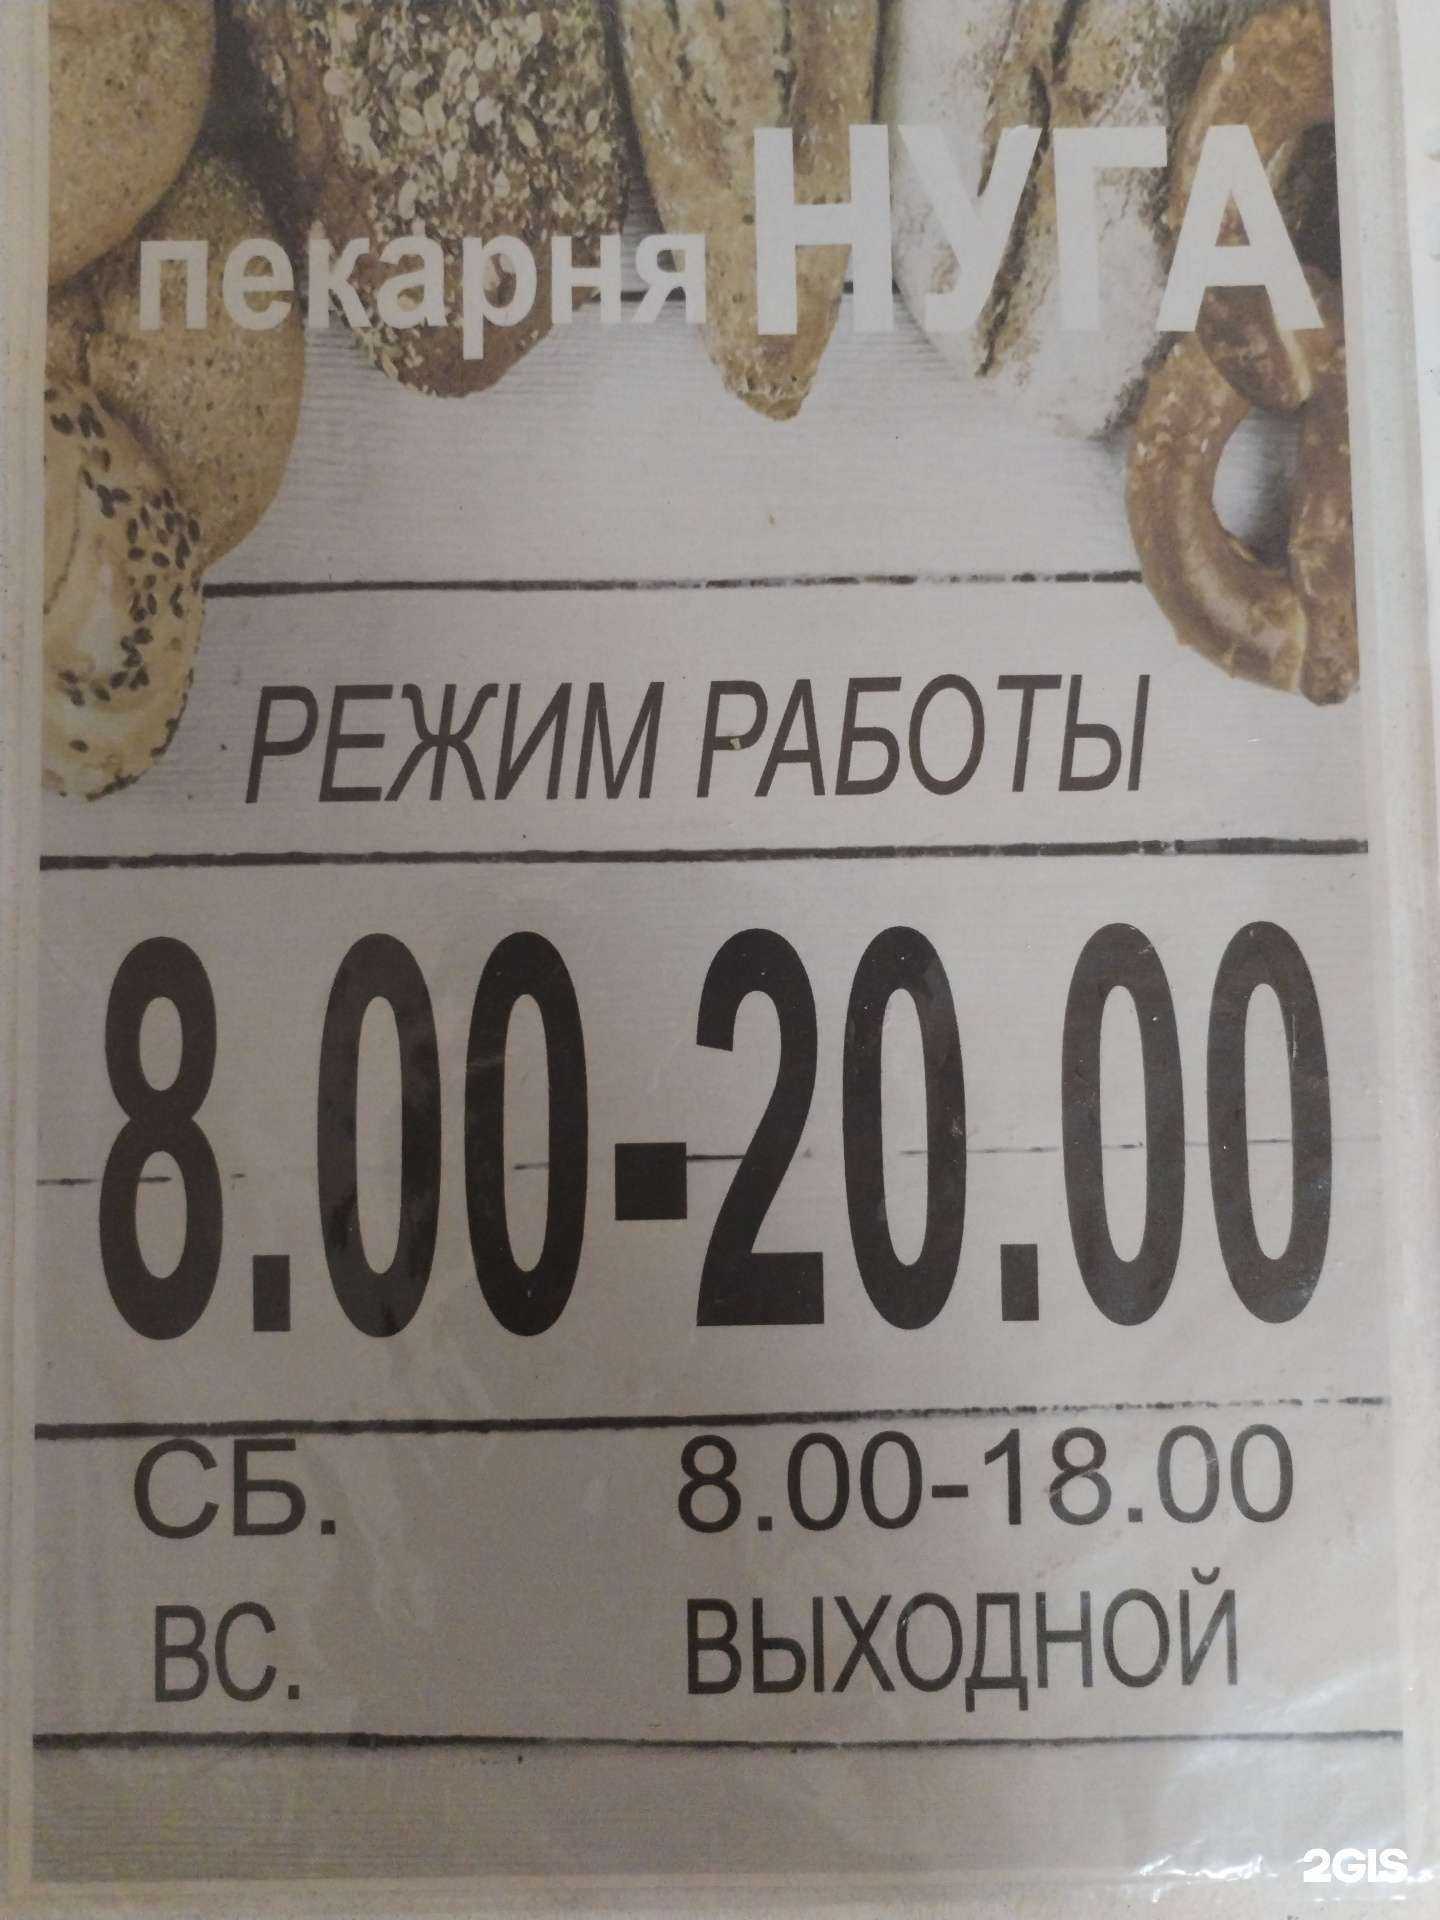 пекарня НУГА
РЕЖИМ РАБОТЫ
8.00-20.00
СБ. 8.00-18.00
ВС. ВЫХОДНОЙ
2GIS